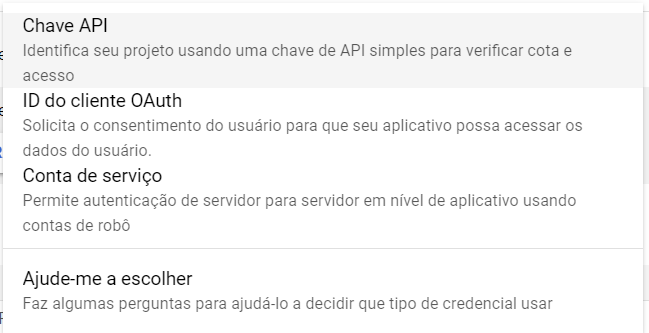 Chave API
Identifica seu projeto usando uma chave de API simples para verificar cota e
acesso
ID do cliente OAuth
Solicita o consentimento do usuário para que seu aplicativo possa acessar os
dados do usuário.
Conta de serviço
Permite autenticação de servidor para servidor em nível de aplicativo usando
contas de robô
Ajude-me a escolher
Faz algumas perguntas para ajudá-lo a decidir que tipo de credencial usar